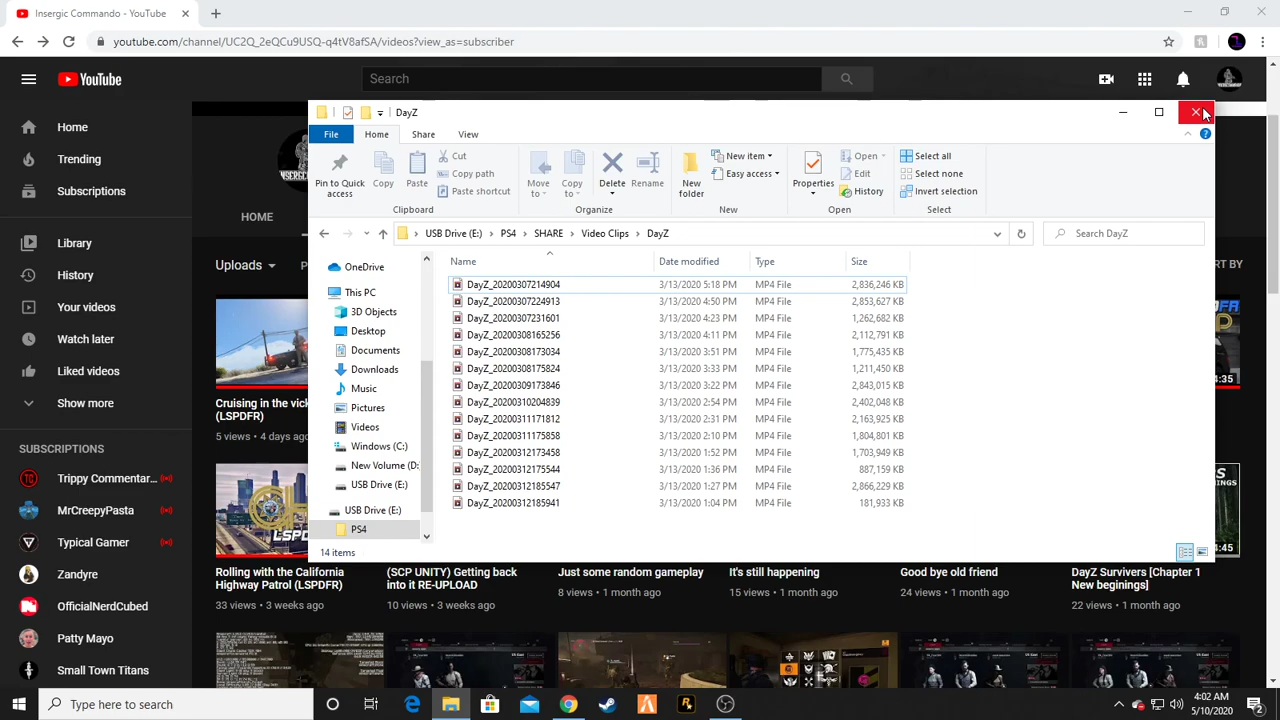 Insergic Commando - YouTube
youtube.com/channel/UC2Q_2eQCu9USQ-q4tV8afSA/videos?view_as=subscriber
YouTube
Search
DayZ
File Home Share View
Pin to Quick access
Copy
Paste
Cut
Copy path
Paste shortcut
Move to
Copy to
Delete
Rename
New folder
New item
Easy access
Properties
Open
Edit
History
Select all
Select none
Invert selection
Clipboard Organize New Open Select
USB Drive (E:) PS4 SHARE Video Clips DayZ
Search DayZ
Name Date modified Type Size
DayZ_20200307214904 3/13/2020 5:18 PM MP4 File 2,836,246 KB
DayZ_20200307224913 3/13/2020 4:50 PM MP4 File 2,853,627 KB
DayZ_20200307231601 3/13/2020 4:23 PM MP4 File 1,262,682 KB
DayZ_20200308165256 3/13/2020 4:11 PM MP4 File 2,112,791 KB
DayZ_20200308173034 3/13/2020 3:51 PM MP4 File 1,775,435 KB
DayZ_20200308175824 3/13/2020 3:33 PM MP4 File 1,211,450 KB
DayZ_20200309173846 3/13/2020 3:22 PM MP4 File 2,843,015 KB
DayZ_20200310204839 3/13/2020 2:54 PM MP4 File 2,402,048 KB
DayZ_20200311171812 3/13/2020 2:31 PM MP4 File 2,163,925 KB
DayZ_20200311175858 3/13/2020 2:10 PM MP4 File 1,804,801 KB
DayZ_20200312173458 3/13/2020 1:52 PM MP4 File 1,703,949 KB
DayZ_20200312175544 3/13/2020 1:36 PM MP4 File 887,159 KB
DayZ_20200312185547 3/13/2020 1:27 PM MP4 File 2,866,229 KB
DayZ_20200312185941 3/13/2020 1:04 PM MP4 File 181,933 KB
OneDrive
This PC
3D Objects
Desktop
Documents
Downloads
Music
Pictures
Videos
Windows (C:)
New Volume (D:
USB Drive (E:)
USB Drive (E:)
PS4
14 items
Home
Trending
Subscriptions
Library
History
Your videos
Watch later
Liked videos
Show more
SUBSCRIPTIONS
Trippy Commentar...
MrCreepyPasta
Typical Gamer
Zandyre
OfficialNerdCubed
Patty Mayo
Small Town Titans
HOME
Uploads
P
RT BY
4:35
Cruising in the vic
(LSPDFR)
5 views • 4 days ago
LSPD
4:45
Rolling with the California Highway Patrol (LSPDFR)
33 views • 3 weeks ago
(SCP UNITY) Getting back into it RE-UPLOAD
10 views • 3 weeks ago
Just some random gameplay
8 views • 1 month ago
It's still happening
15 views • 1 month ago
Good bye old friend
24 views • 1 month ago
DayZ Survivers [Chapter 1 New beginings]
22 views • 1 month ago
Type here to search
4:02 AM
5/10/2020
2